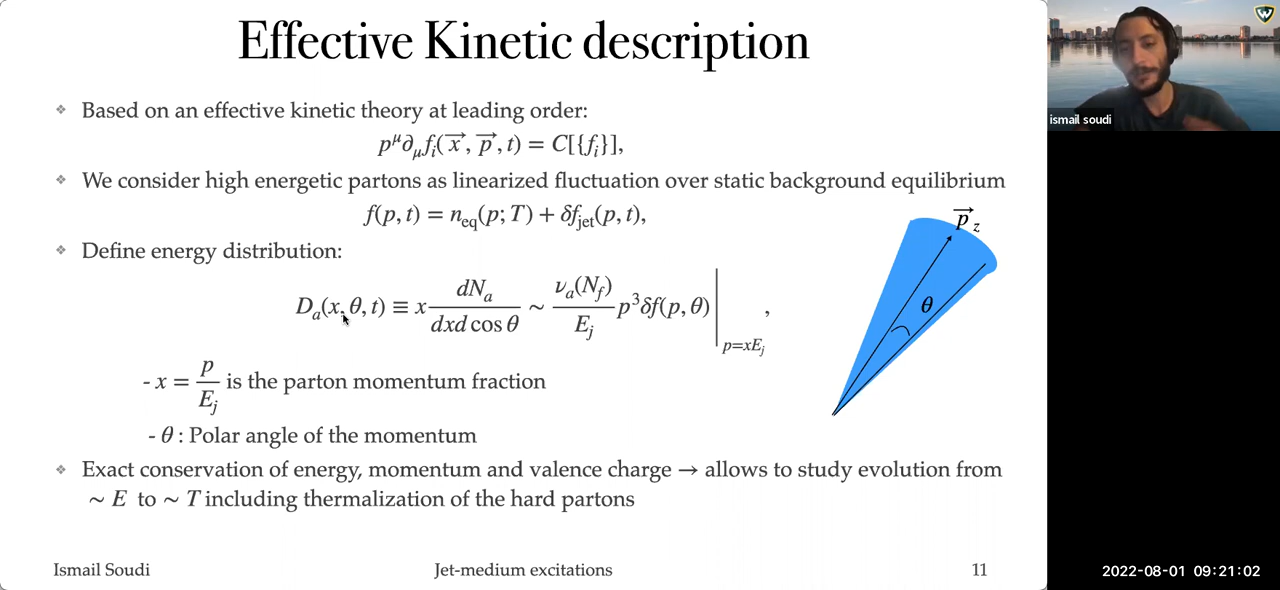 Effective Kinetic description
❖ Based on an effective kinetic theory at leading order:
p^μ ∂_μ f_i(x⃗, p⃗, t) = C[{f_i}],
❖ We consider high energetic partons as linearized fluctuation over static background equilibrium
f(p, t) = n_eq(p; T) + δf_jet(p, t),
❖ Define energy distribution:
D_a(x, θ, t) ≡ x dN_a / (dxd cos θ) ∼ ν_a(N_f) / E_j p³δf(p, θ)|_{p=xE_j} ,
p⃗_z
θ
- x = p / E_j is the parton momentum fraction
- θ : Polar angle of the momentum
❖ Exact conservation of energy, momentum and valence charge → allows to study evolution from
∼ E to ∼ T including thermalization of the hard partons
Ismail Soudi Jet-medium excitations 11
W
ismail soudi
2022-08-01 09:21:02